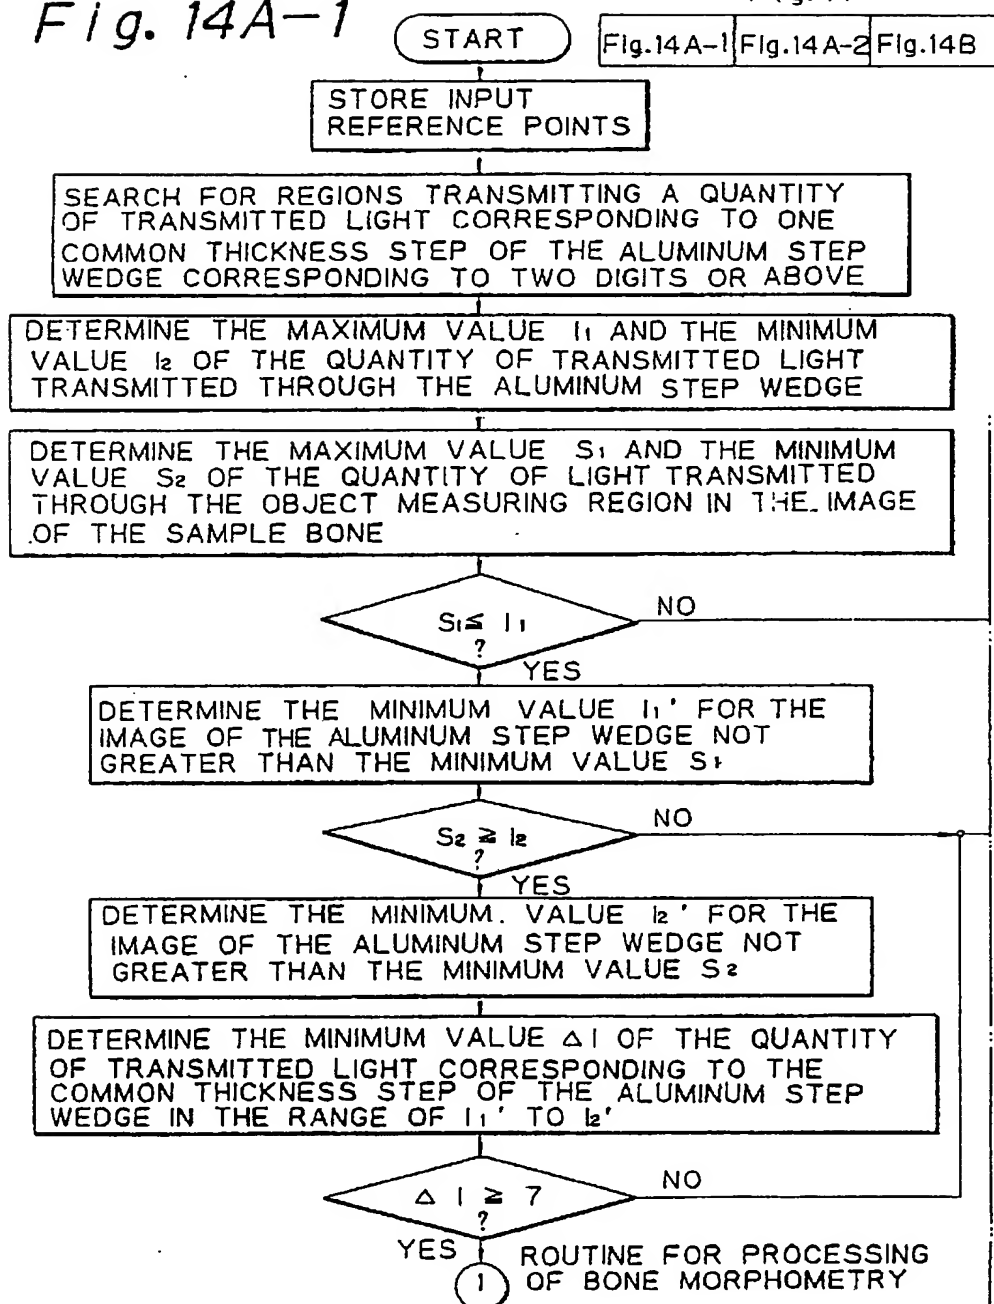 Fig. 14A-1
START
Fig.14A-1 Fig.14A-2 Fig.14B
STORE INPUT
REFERENCE POINTS
SEARCH FOR REGIONS TRANSMITTING A QUANTITY
OF TRANSMITTED LIGHT CORRESPONDING TO ONE
COMMON THICKNESS STEP OF THE ALUMINUM STEP
WEDGE CORRESPONDING TO TWO DIGITS OR ABOVE
DETERMINE THE MAXIMUM VALUE I₁ AND THE MINIMUM
VALUE I₂ OF THE QUANTITY OF TRANSMITTED LIGHT
TRANSMITTED THROUGH THE ALUMINUM STEP WEDGE
DETERMINE THE MAXIMUM VALUE S₁ AND THE MINIMUM
VALUE S₂ OF THE QUANTITY OF LIGHT TRANSMITTED
THROUGH THE OBJECT MEASURING REGION IN THE IMAGE
OF THE SAMPLE BONE
S₁ ≦ I₁
?
NO
YES
DETERMINE THE MINIMUM VALUE I₁' FOR THE
IMAGE OF THE ALUMINUM STEP WEDGE NOT
GREATER THAN THE MINIMUM VALUE S₁
S₂ ≧ I₂
?
NO
YES
DETERMINE THE MINIMUM. VALUE I₂' FOR THE
IMAGE OF THE ALUMINUM STEP WEDGE NOT
GREATER THAN THE MINIMUM VALUE S₂
DETERMINE THE MINIMUM VALUE △I OF THE QUANTITY
OF TRANSMITTED LIGHT CORRESPONDING TO THE
COMMON THICKNESS STEP OF THE ALUMINUM STEP
WEDGE IN THE RANGE OF I₁' TO I₂'
△ I ≧ 7
?
NO
YES
1
ROUTINE FOR PROCESSING
OF BONE MORPHOMETRY